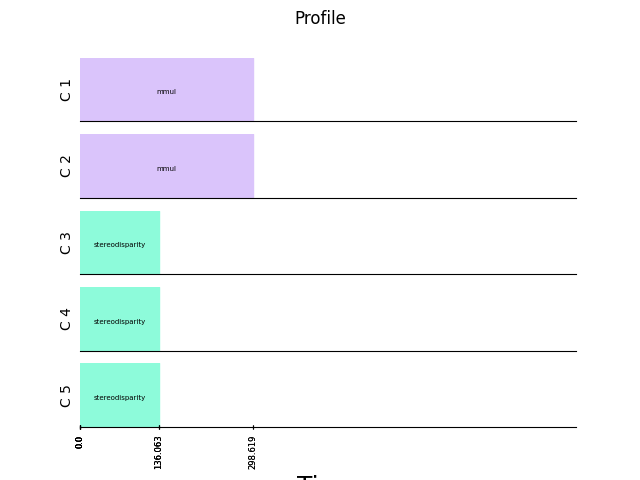 Profile
C 1
mmul
C 2
mmul
C 3
stereodisparity
C 4
stereodisparity
C 5
stereodisparity
0.0
136.063
298.619